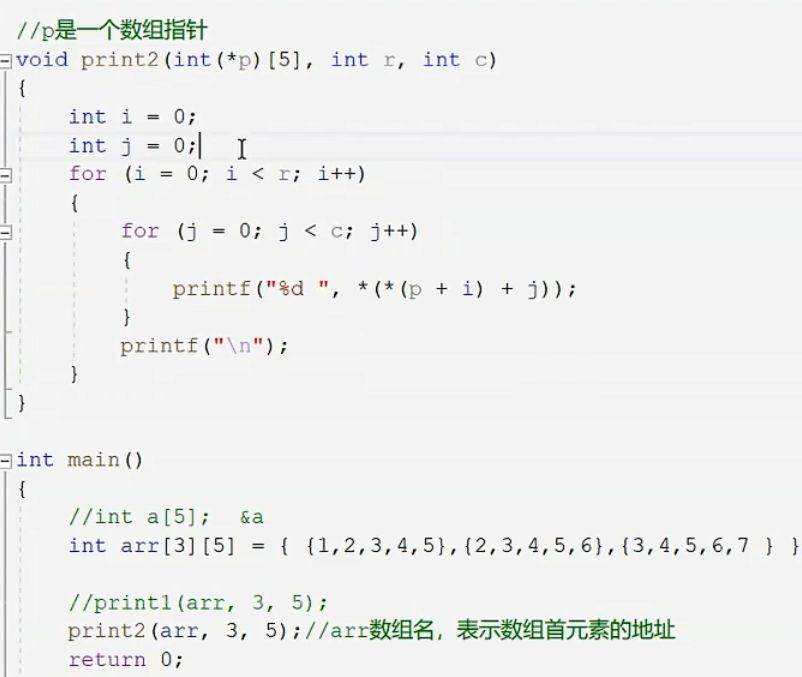 //p是一个数组指针
void print2(int(*p)[5], int r, int c)
{
    int i = 0;
    int j = 0;
    for (i = 0; i < r; i++)
    {
        for (j = 0; j < c; j++)
        {
            printf("%d ", *(*(p + i) + j));
        }
        printf("\n");
    }
}
int main()
{
    //int a[5];  &a
    int arr[3][5] = { {1,2,3,4,5},{2,3,4,5,6},{3,4,5,6,7 } }
    //print1(arr, 3, 5);
    print2(arr, 3, 5);//arr数组名，表示数组首元素的地址
    return 0;